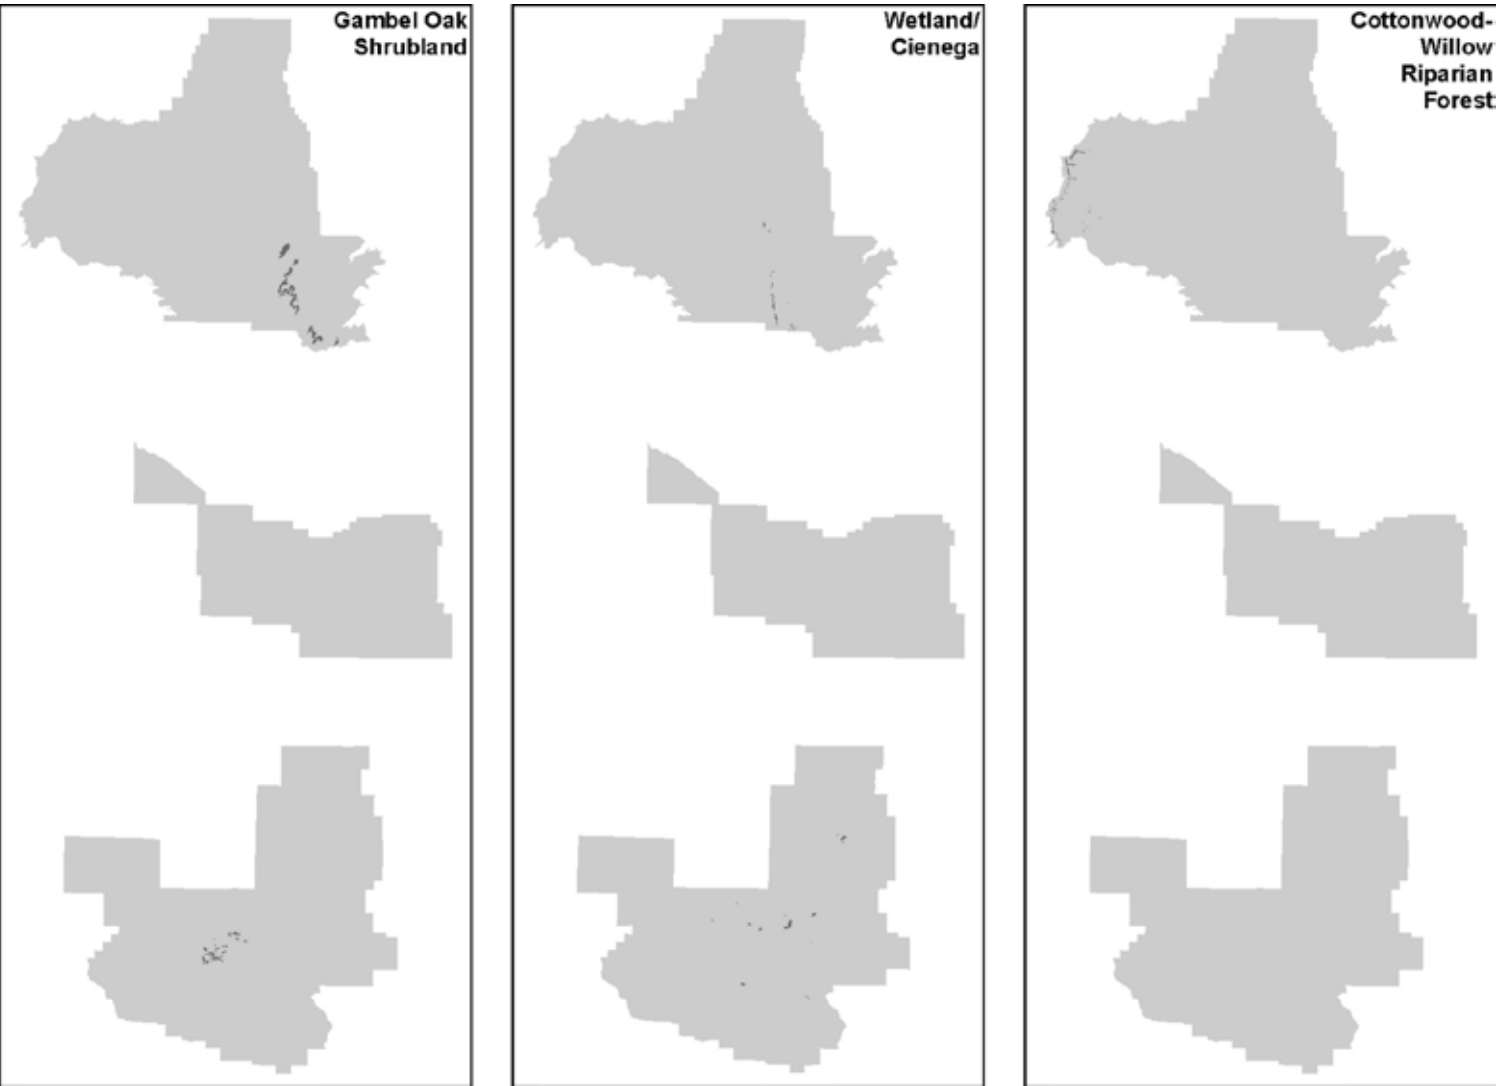 Gambel Oak
Shrubland
Wetland/
Cienega
Cottonwood-
Willow
Riparian
Forest